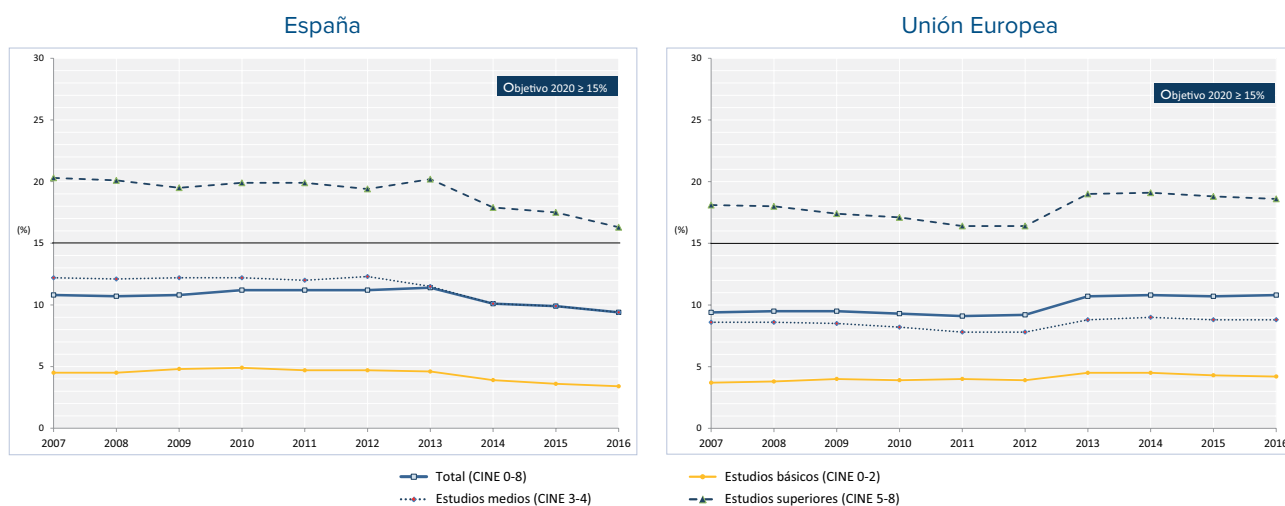 España
30
25
20
(%)
15
10
5
0
Objetivo 2020 ≥ 15%
2007 2008 2009 2010 2011 2012 2013 2014 2015 2016
Unión Europea
30
25
20
(%)
15
10
5
0
Objetivo 2020 ≥ 15%
2007 2008 2009 2010 2011 2012 2013 2014 2015 2016
Total (CINE 0-8)
Estudios básicos (CINE 0-2)
Estudios medios (CINE 3-4)
Estudios superiores (CINE 5-8)